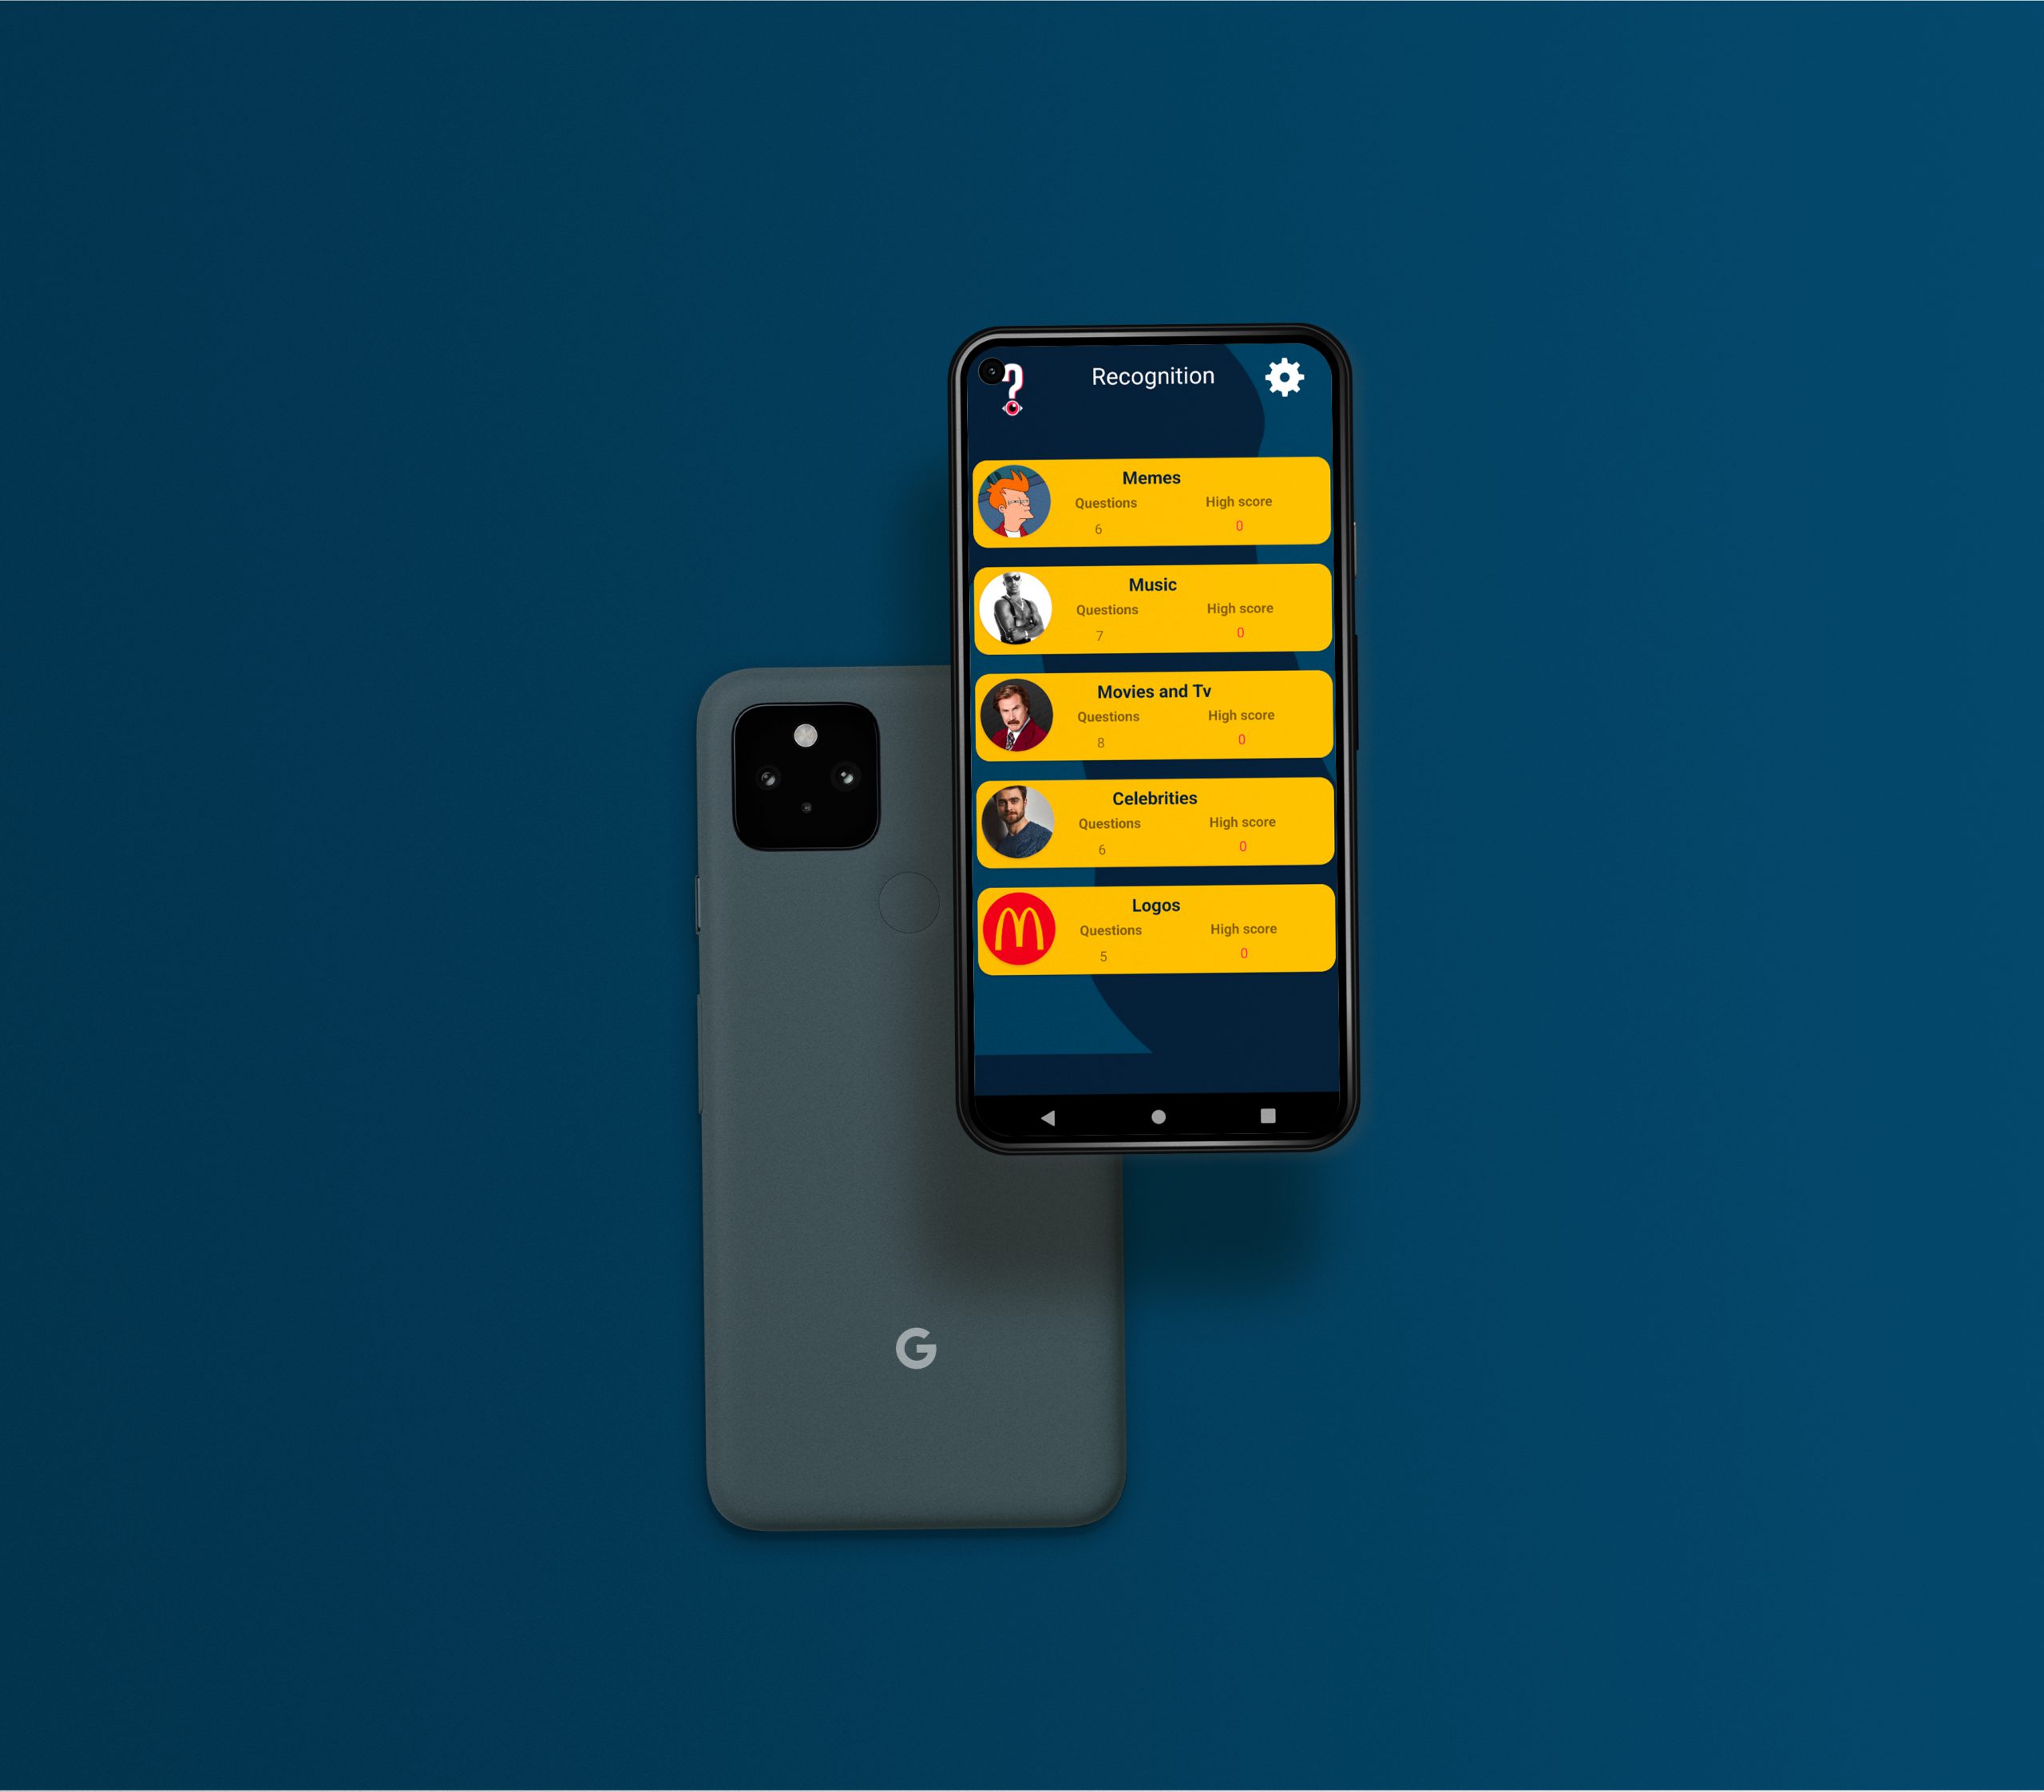 Recognition
Memes
Questions High score
6 0
Music
Questions High score
7 0
Movies and Tv
Questions High score
8 0
Celebrities
Questions High score
6 0
Logos
Questions High score
5 0
G